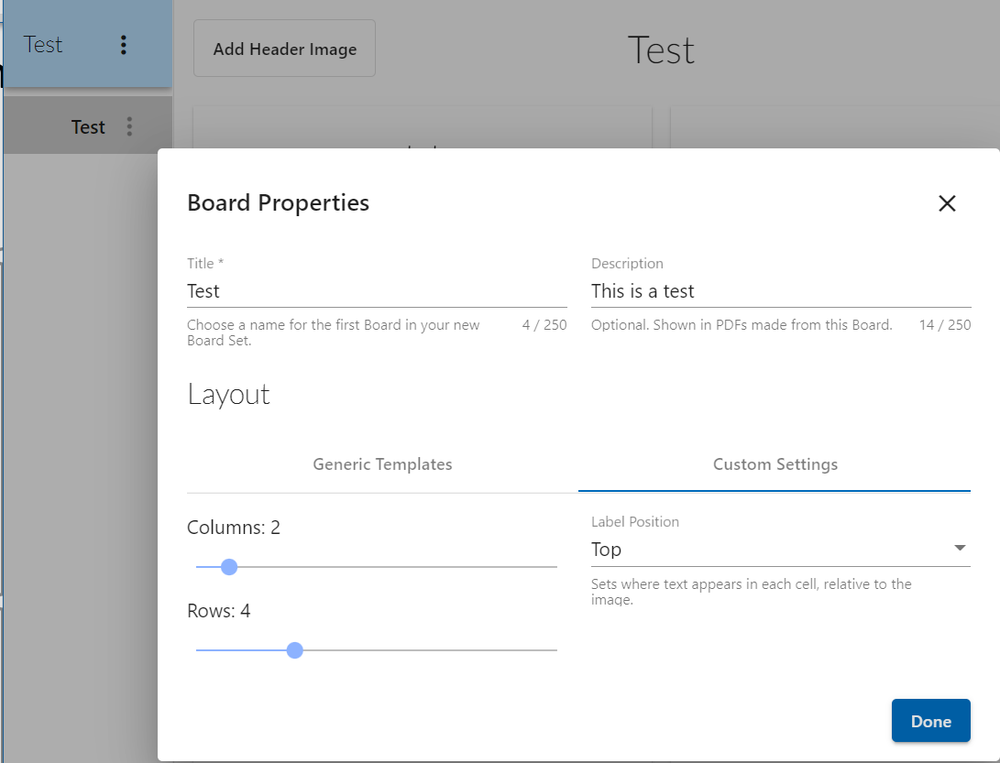 Test
Add Header Image
Test
Test
Board Properties
Title *
Test
Choose a name for the first Board in your new
Board Set.
4 / 250
Description
This is a test
Optional. Shown in PDFs made from this Board.
14 / 250
Layout
Generic Templates
Custom Settings
Columns: 2
Rows: 4
Label Position
Top
Sets where text appears in each cell, relative to the
image.
Done